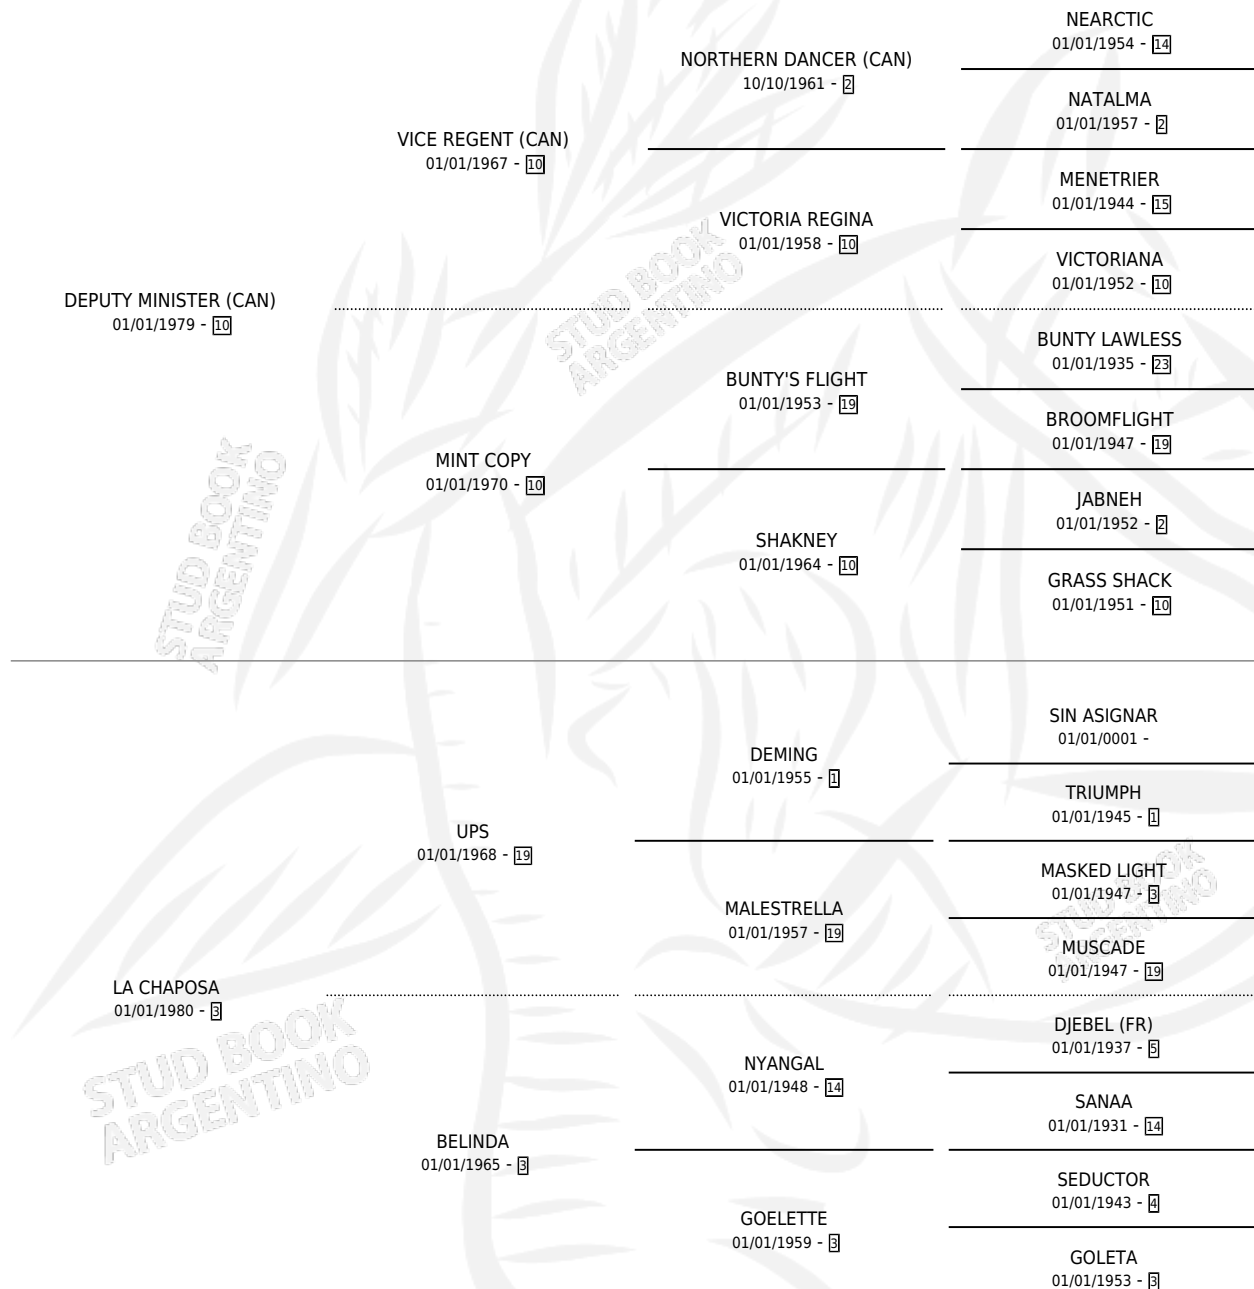 NEARCTIC
01/01/1954 - 14
NORTHERN DANCER (CAN)
10/10/1961 - 2
NATALMA
01/01/1957 - 2
VICE REGENT (CAN)
01/01/1967 - 10
MENETRIER
01/01/1944 - 15
VICTORIA REGINA
01/01/1958 - 10
VICTORIANA
01/01/1952 - 10
DEPUTY MINISTER (CAN)
01/01/1979 - 10
STUD BOOK
ARGENTINO
BUNTY LAWLESS
01/01/1935 - 23
BUNTY'S FLIGHT
01/01/1953 - 19
BROOMFLIGHT
01/01/1947 - 19
MINT COPY
01/01/1970 - 10
JABNEH
01/01/1952 - 2
SHAKNEY
01/01/1964 - 10
GRASS SHACK
01/01/1951 - 10
STUD BOOK
ARGENTINO
SIN ASIGNAR
01/01/0001 -
DEMING
01/01/1955 - 1
TRIUMPH
01/01/1945 - 1
UPS
01/01/1968 - 19
MASKED LIGHT
01/01/1947 - 3
MALESTRELLA
01/01/1957 - 19
MUSCADE
01/01/1947 - 19
STUD BOOK
ARGENTINO
LA CHAPOSA
01/01/1980 - 3
DJEBEL (FR)
01/01/1937 - 5
NYANGAL
01/01/1948 - 14
SANAA
01/01/1931 - 14
STUD BOOK
ARGENTINO
BELINDA
01/01/1965 - 3
SEDUCTOR
01/01/1943 - 4
GOELETTE
01/01/1959 - 3
GOLETA
01/01/1953 - 3